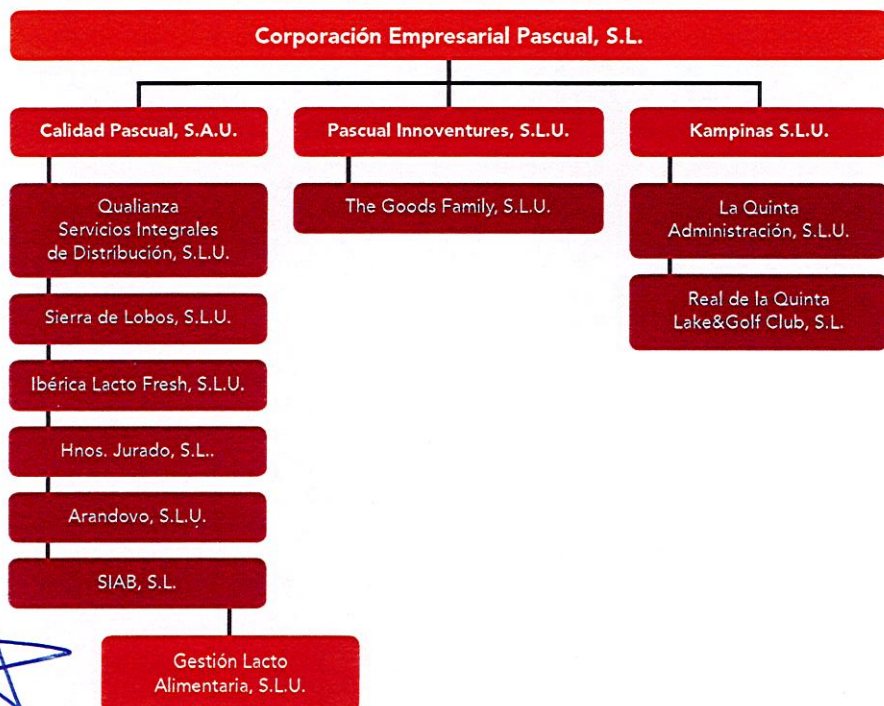 Corporación Empresarial Pascual, S.L.
Calidad Pascual, S.A.U.
Qualianza
Servicios Integrales
de Distribución, S.L.U.
Sierra de Lobos, S.L.U.
Ibérica Lacto Fresh, S.L.U.
Hnos. Jurado, S.L..
Arandovo, S.L.U.
SIAB, S.L.
Gestión Lacto
Alimentaria, S.L.U.
Pascual Innoventures, S.L.U.
The Goods Family, S.L.U.
Kampinas S.L.U.
La Quinta
Administración, S.L.U.
Real de la Quinta
Lake&Golf Club, S.L.